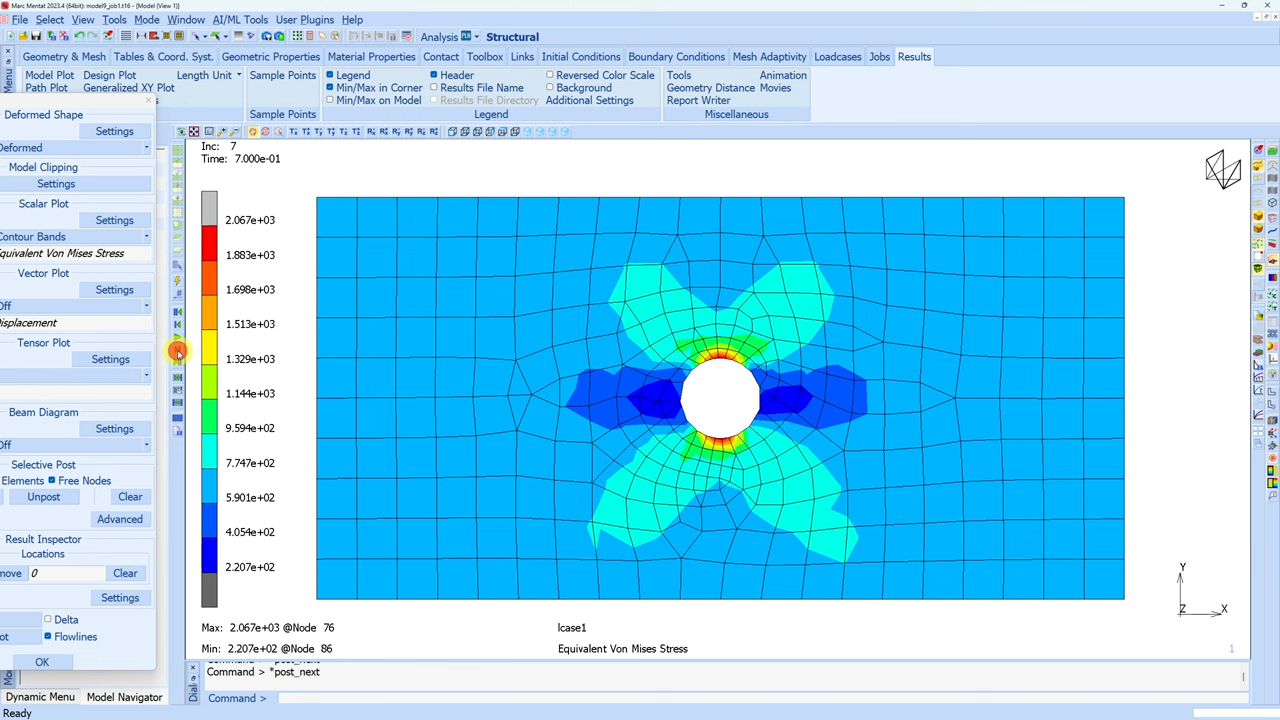 Marc Mentat 2023.4 (64bit): model9_job1.t16 - [Model (View 1)]
File Select View Tools Mode Window AI/ML Tools User Plugins Help
Analysis Structural
Geometry & Mesh Tables & Coord. Syst. Geometric Properties Material Properties Contact Toolbox Links Initial Conditions Boundary Conditions Mesh Adaptivity Loadcases Jobs Results
Menu
Model Plot Design Plot Length Unit Sample Points Legend Header Reversed Color Scale Tools Animation
Path Plot Generalized XY Plot Min/Max in Corner Results File Name Background Geometry Distance Movies
Min/Max on Model Results File Directory Additional Settings Report Writer
Sample Points Legend Miscellaneous
Deformed Shape
Settings
Deformed
Model Clipping
Settings
Scalar Plot
Settings
Contour Bands
quivalent Von Mises Stress
Vector Plot
Settings
Off
Displacement
Tensor Plot
Settings
Beam Diagram
Settings
Off
Selective Post
Elements Free Nodes
Unpost Clear
Advanced
Result Inspector
Locations
move 0 Clear
Settings
Delta
ot Flowlines
OK
Dynamic Menu Model Navigator
Ready
Inc: 7
Time: 7.000e-01
2.067e+03
1.883e+03
1.698e+03
1.513e+03
1.329e+03
1.144e+03
9.594e+02
7.747e+02
5.901e+02
4.054e+02
2.207e+02
Y
Z X
Max: 2.067e+03 @Node 76 lcase1
Min: 2.207e+02 @Node 86 Equivalent Von Mises Stress 1
Command > *post_next
Command >